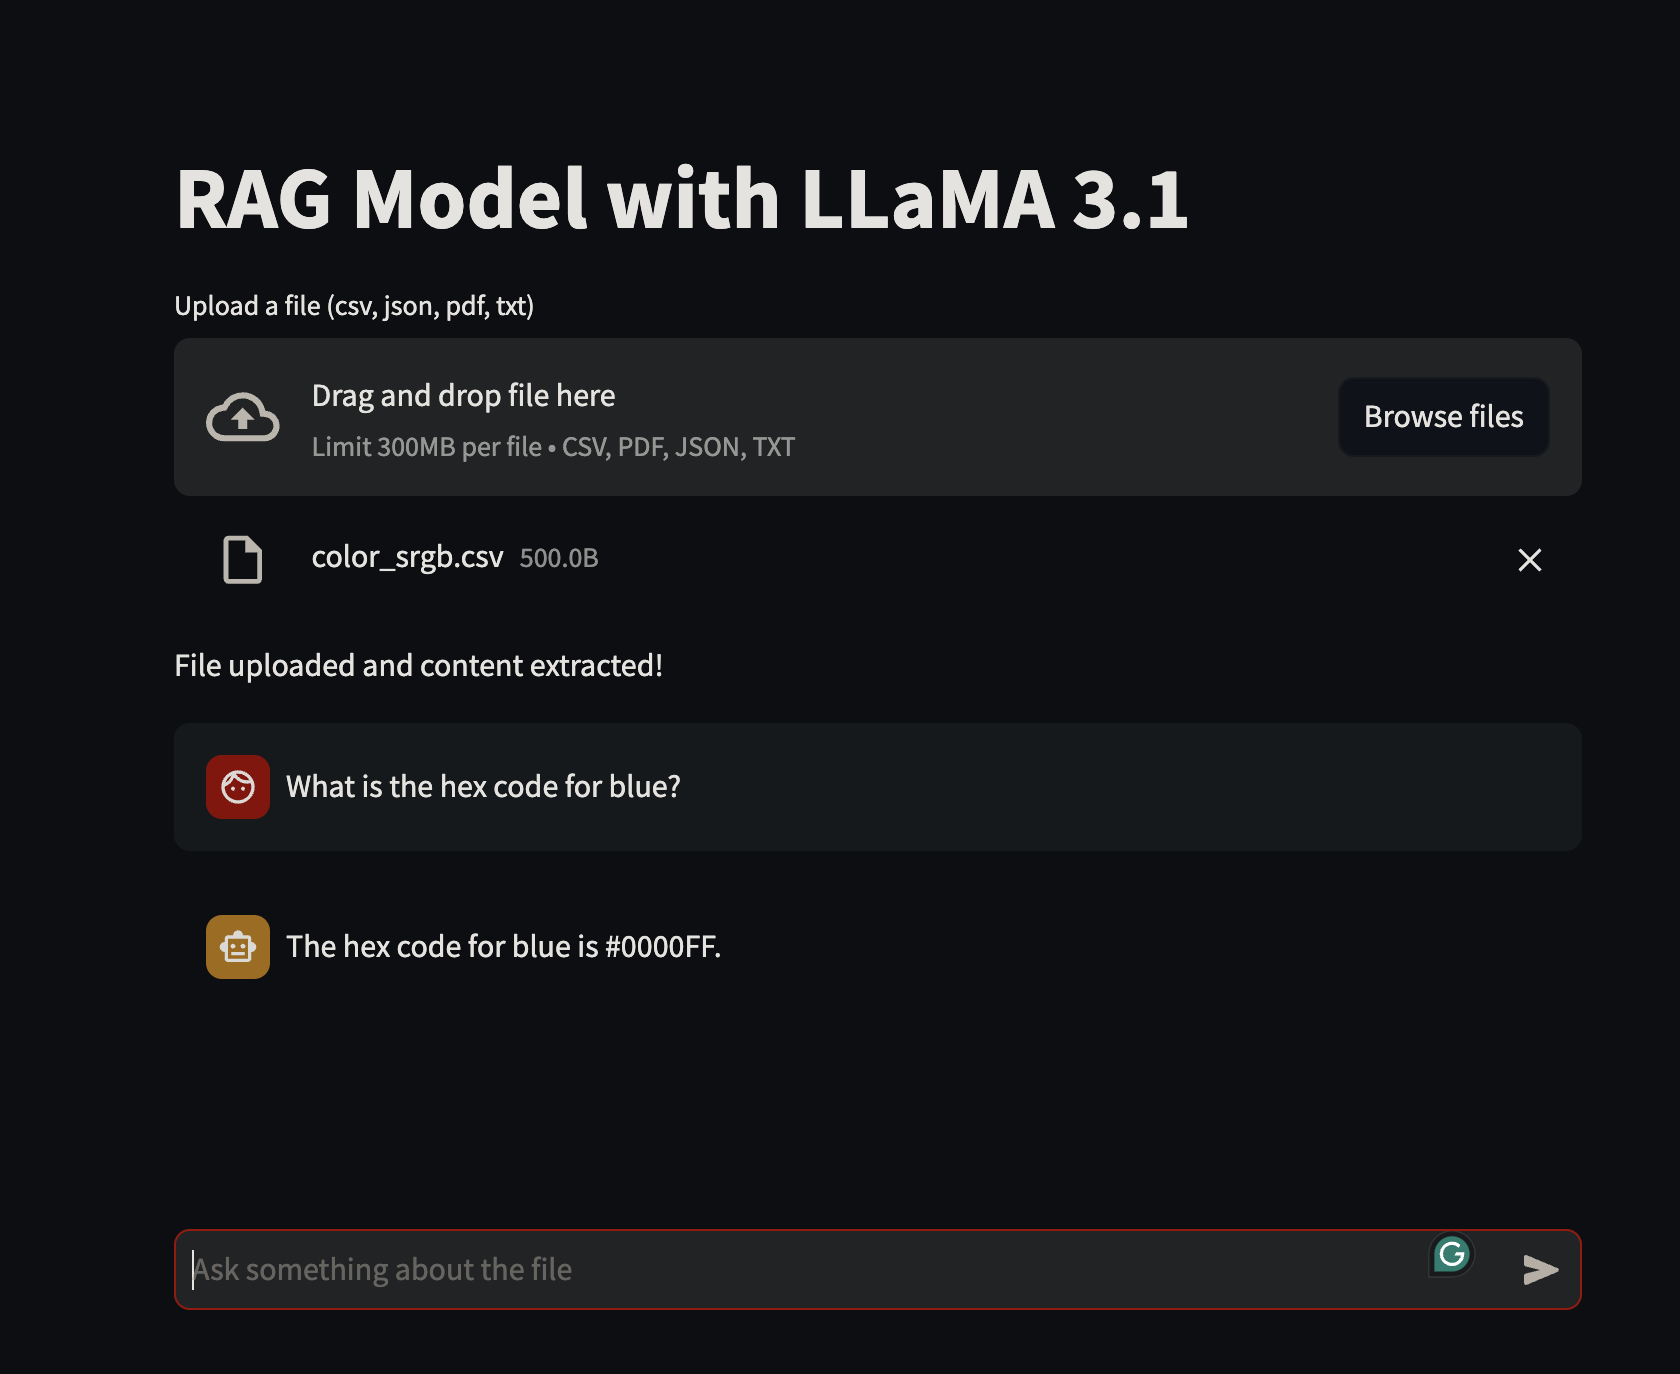 RAG Model with LLaMA 3.1
Upload a file (csv, json, pdf, txt)
Drag and drop file here
Limit 300MB per file • CSV, PDF, JSON, TXT
Browse files
color_srgb.csv 500.0B
File uploaded and content extracted!
What is the hex code for blue?
The hex code for blue is #0000FF.
Ask something about the file